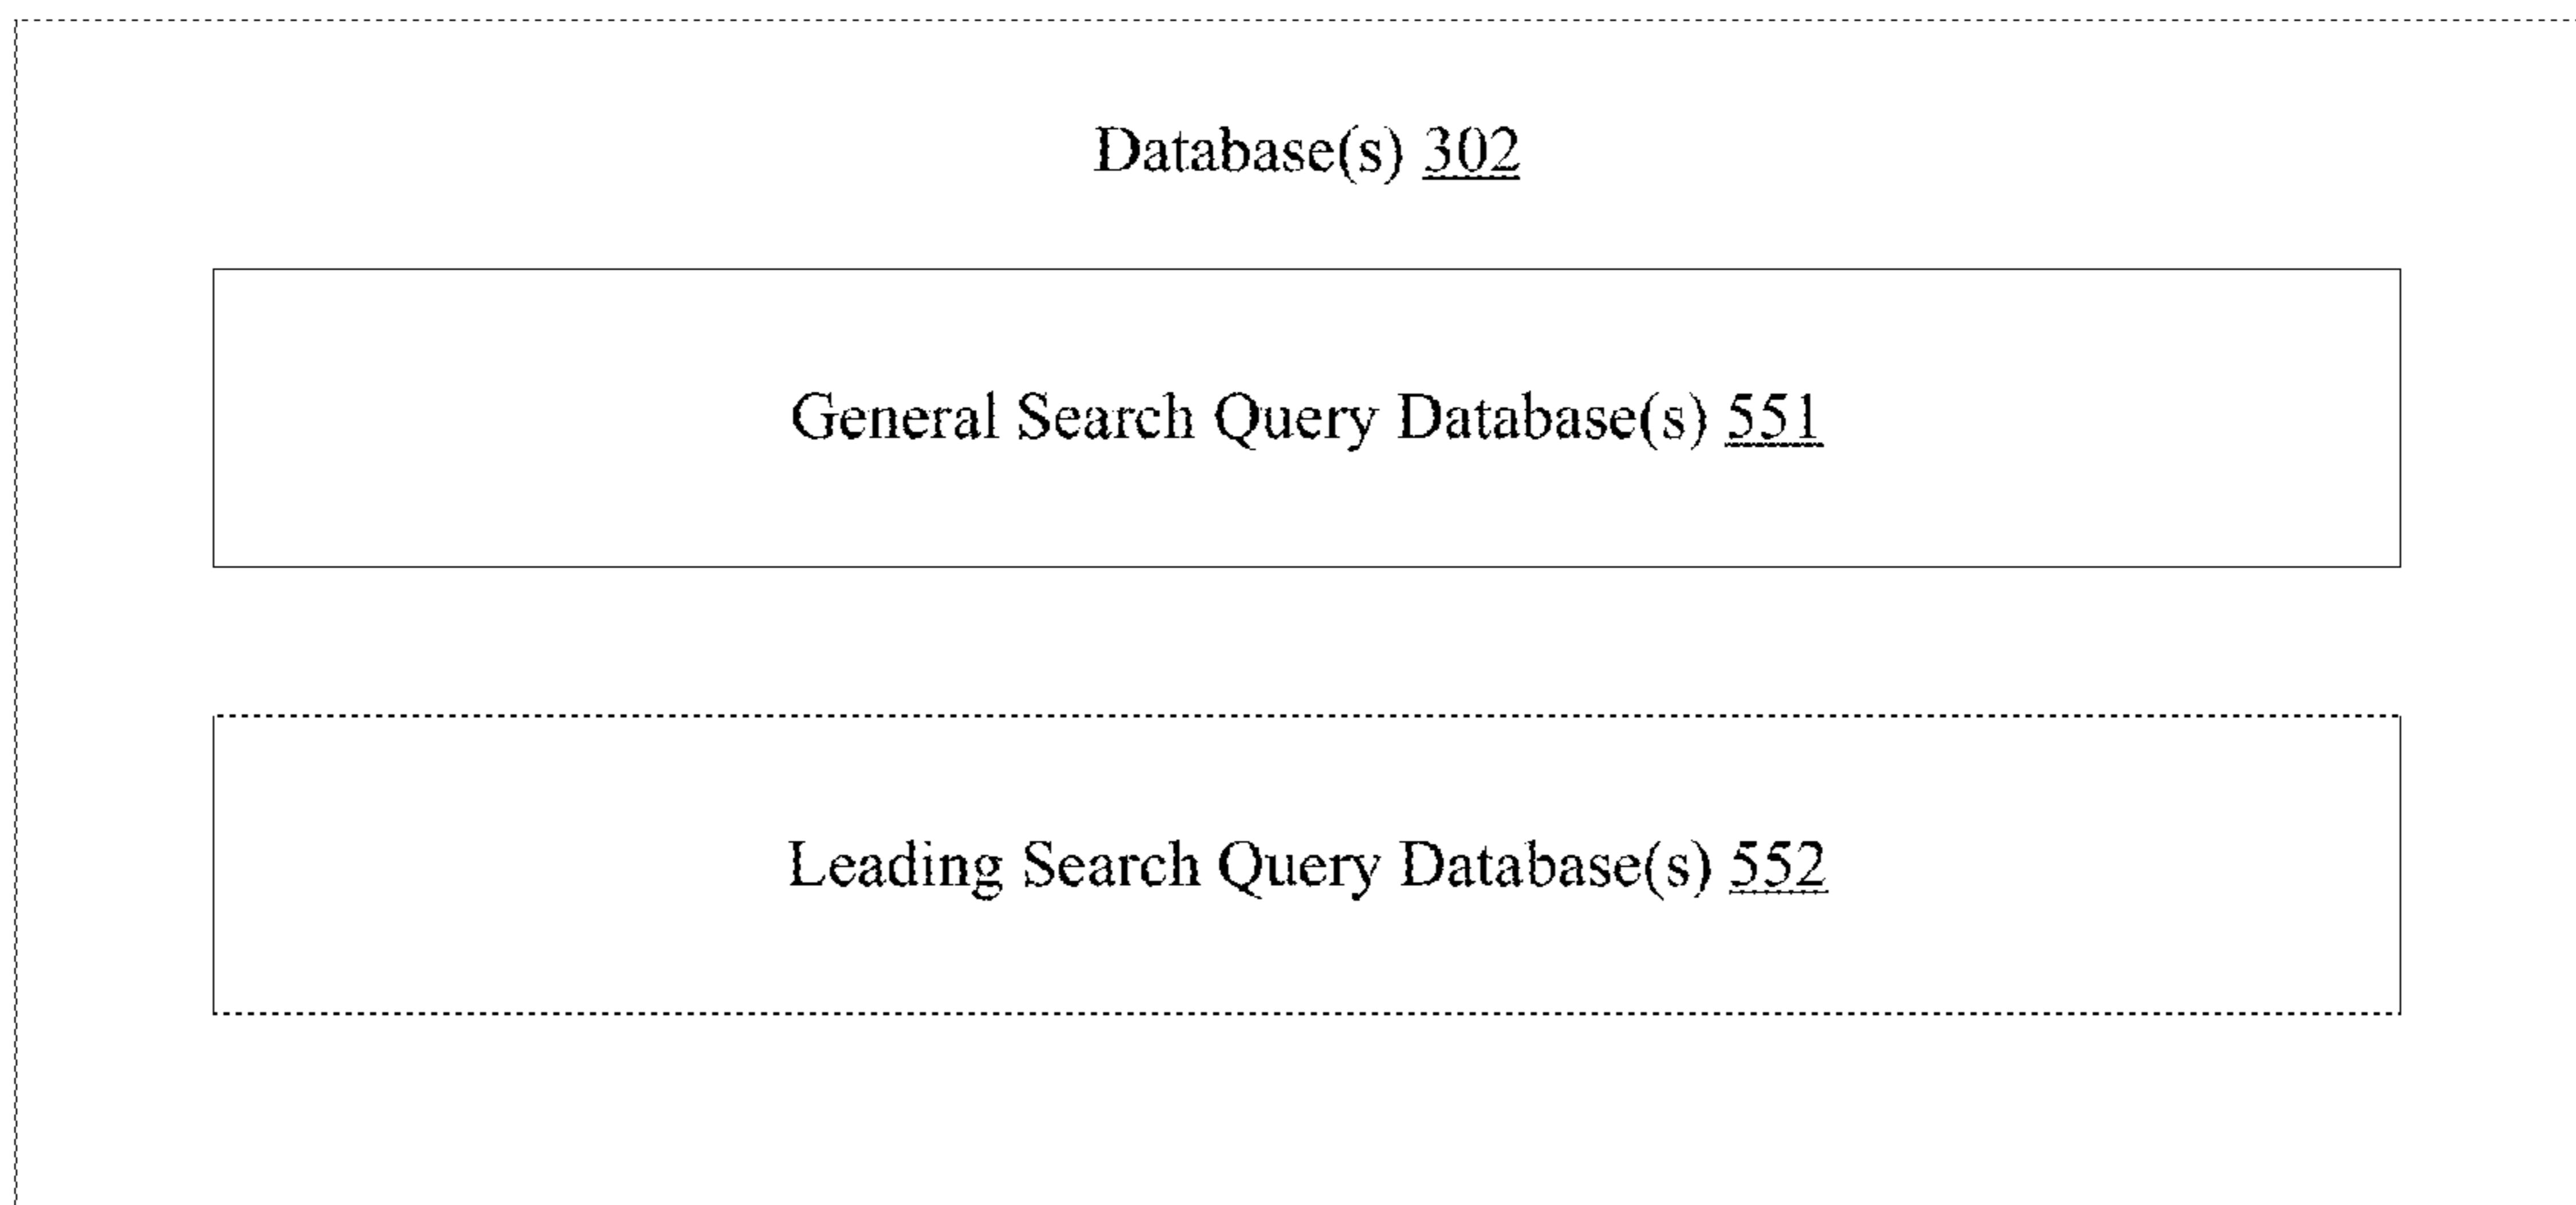 Database(s) 302
General Search Query Database(s) 551
Leading Search Query Database(s) 552